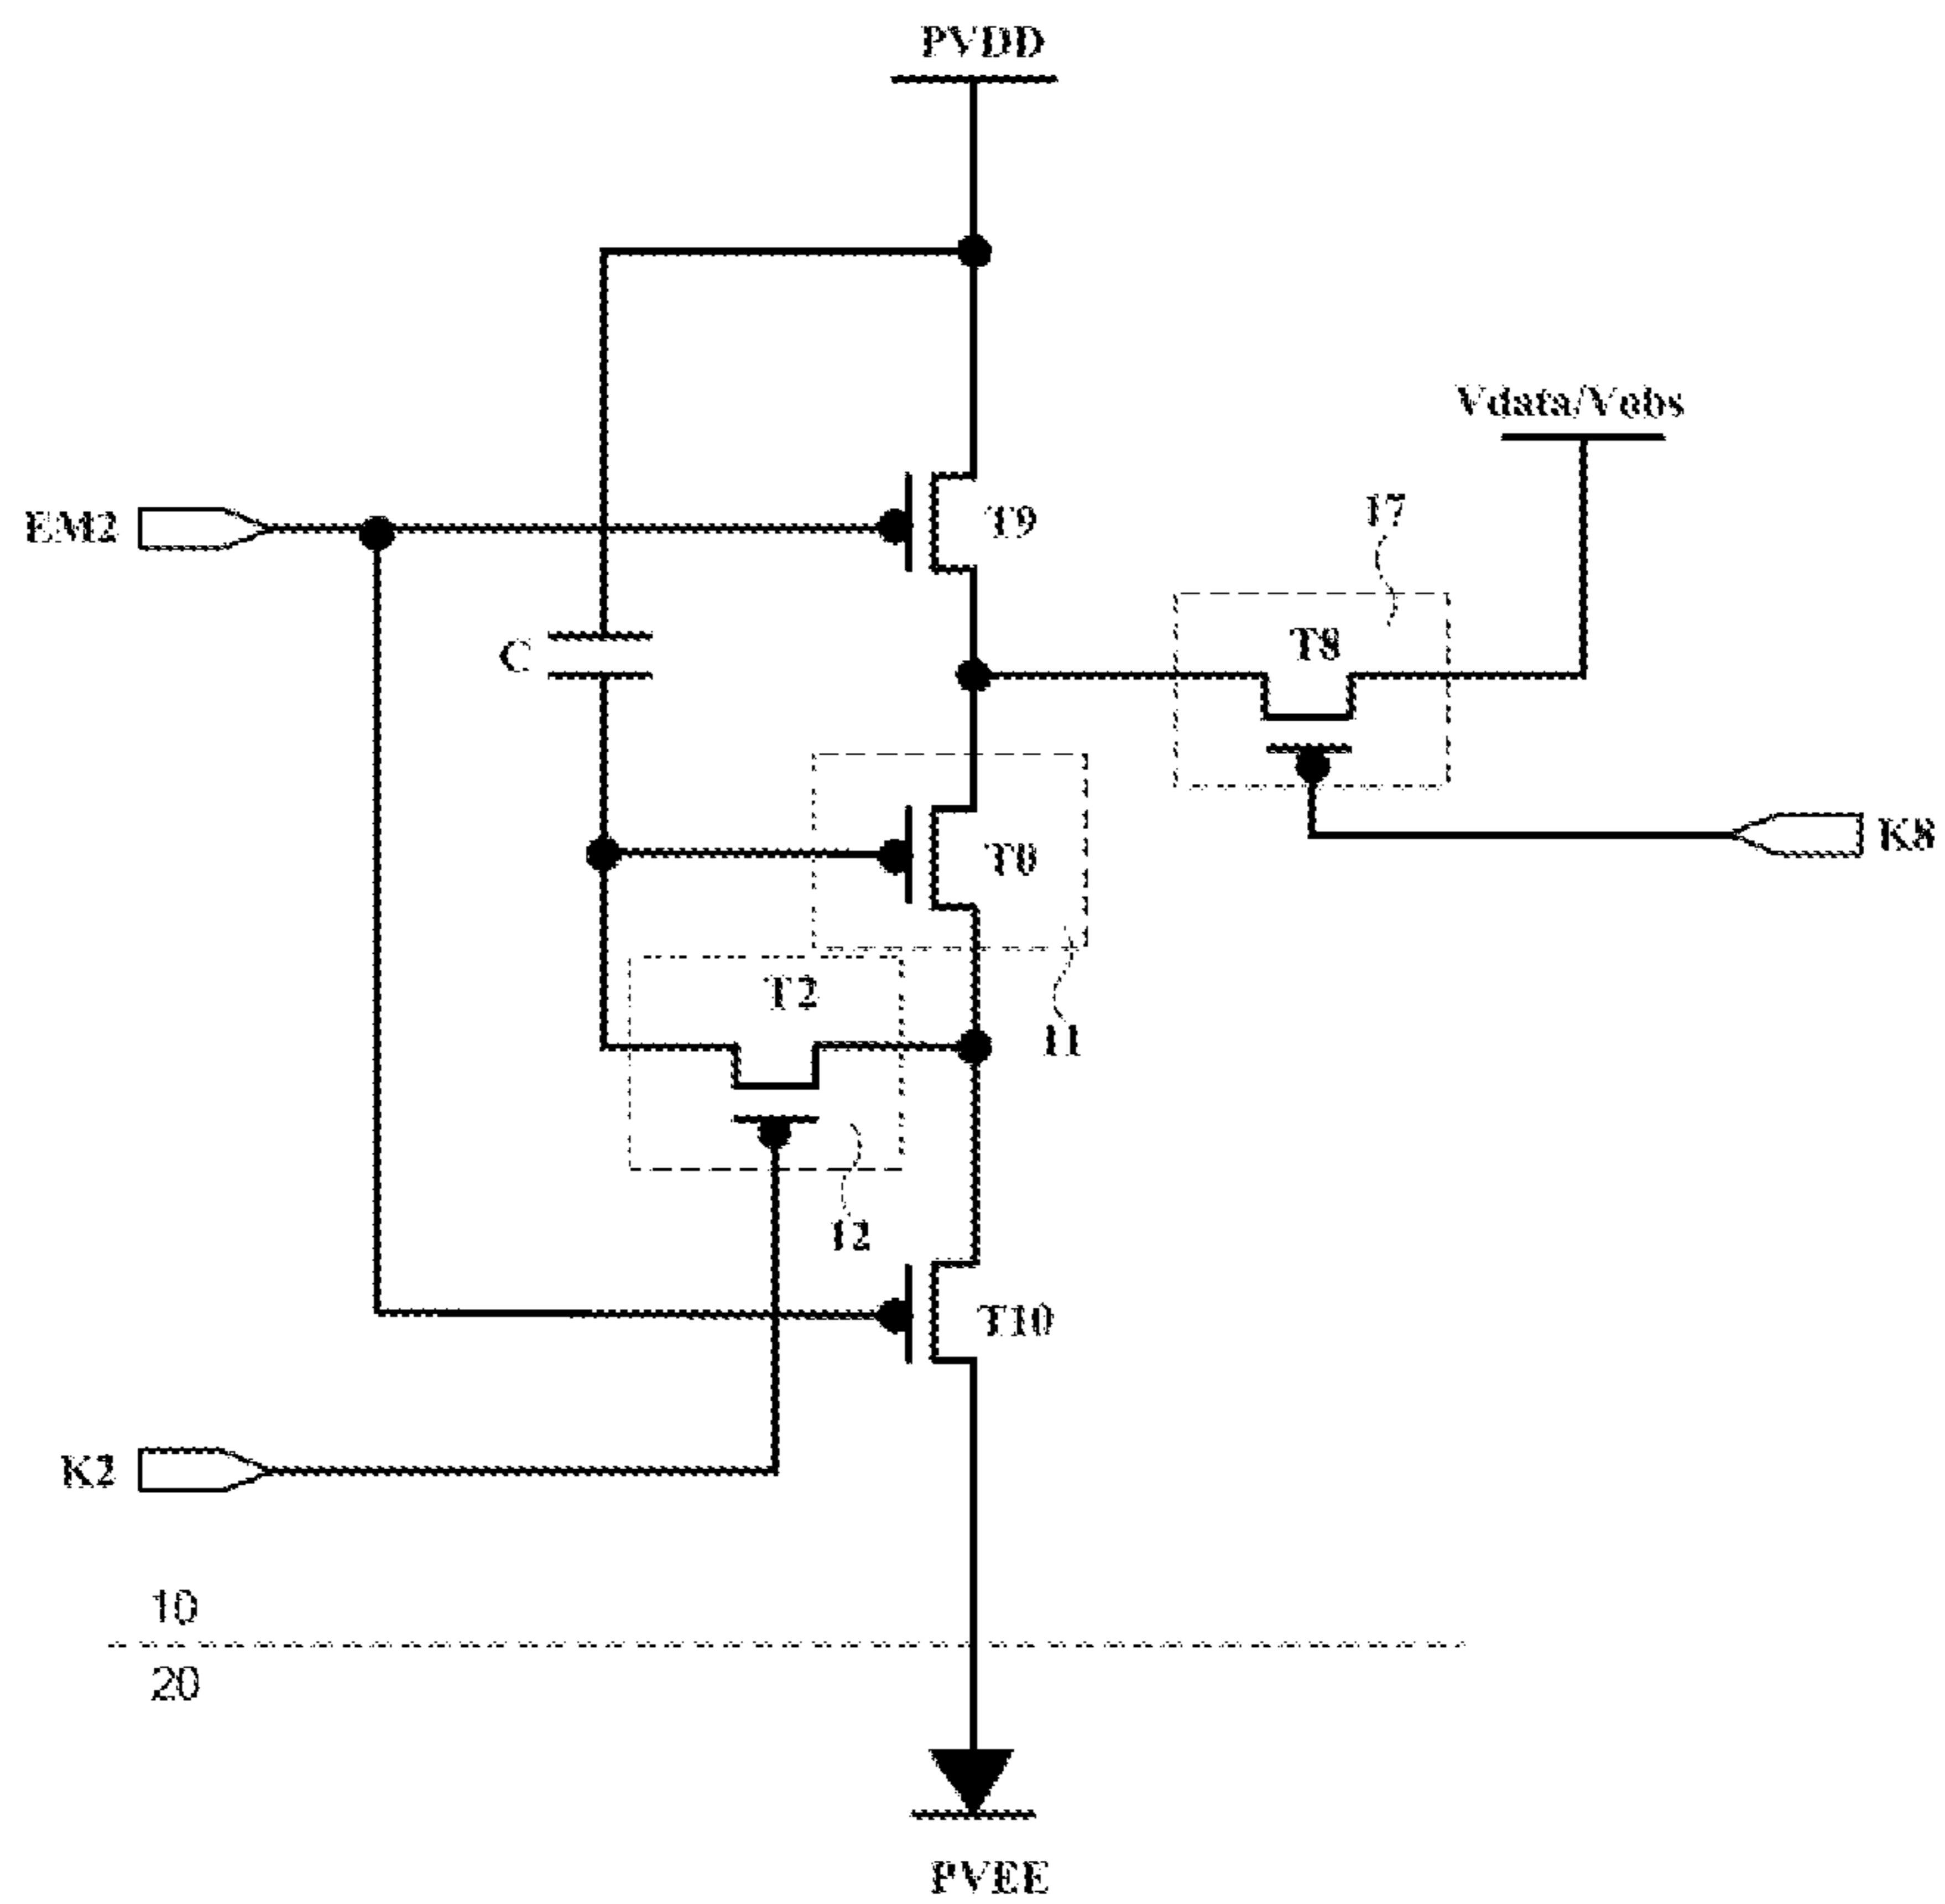 PVDD
Vdata/Vobs
17
EM2
T9
T8
C
K8
T0
T2
11
12
T10
K2
10
20
PVEE